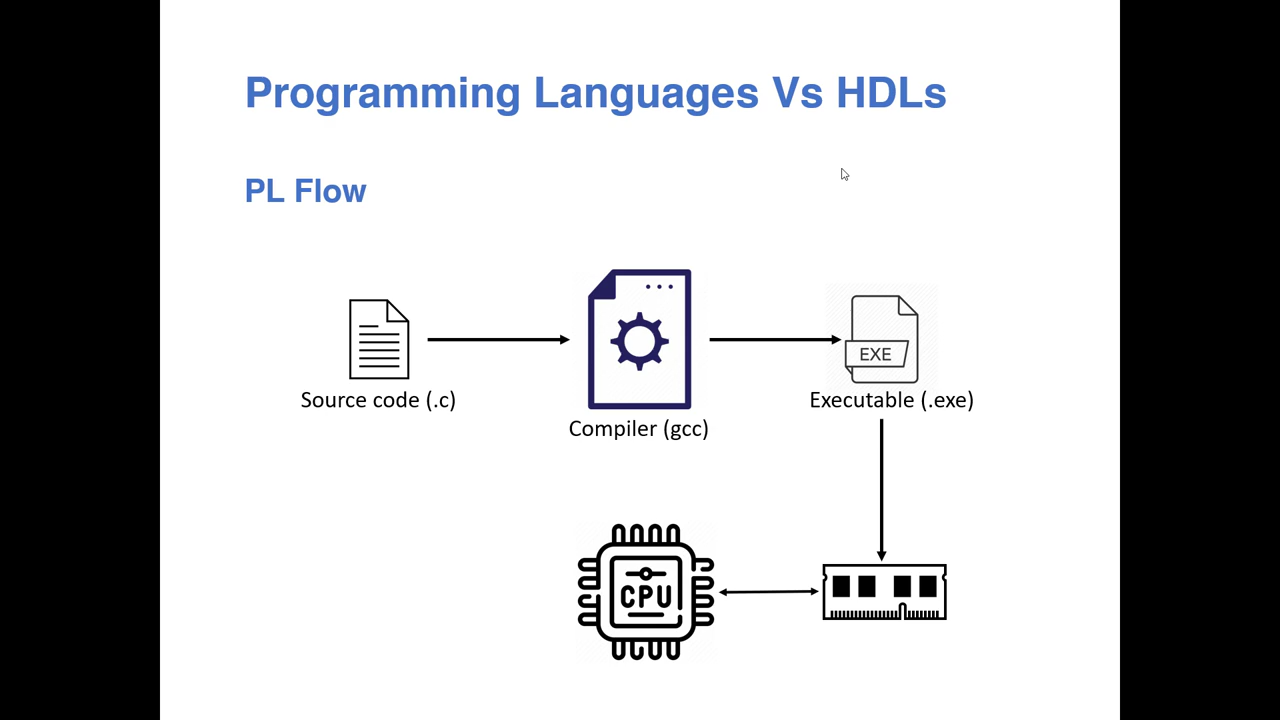 Programming Languages Vs HDLs
PL Flow
EXE
Source code (.c)
Executable (.exe)
Compiler (gcc)
CPU